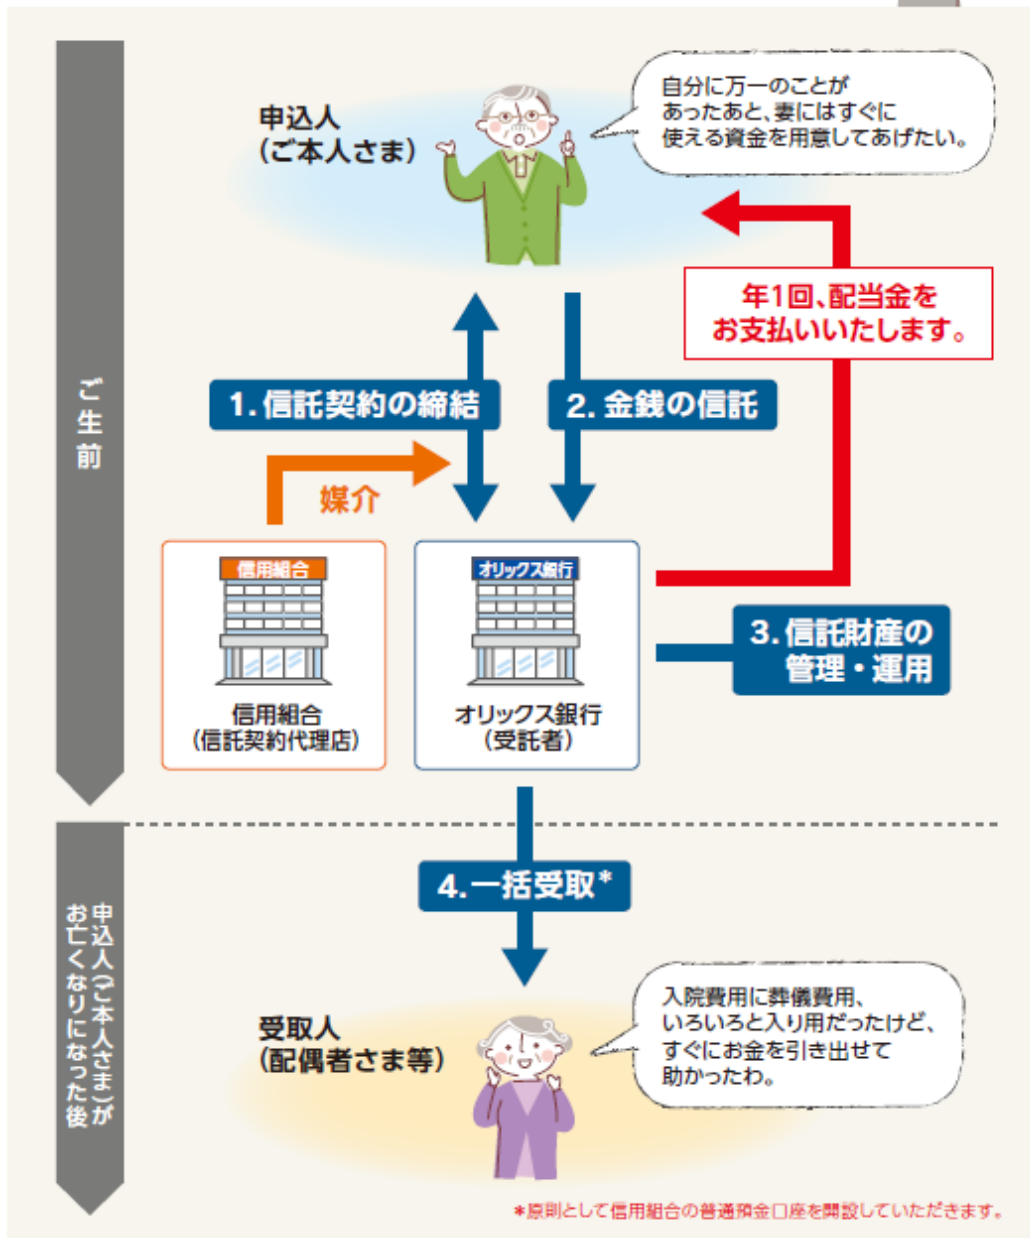 申込人
（ご本人さま）
自分に万一のことが
あったあと、妻にはすぐに
使える資金を用意してあげたい。
年1回、配当金を
お支払いいたします。
ご生前
1.信託契約の締結
2.金銭の信託
媒介
信用組合
オリックス銀行
信用組合
（信託契約代理店）
オリックス銀行
（受託者）
3.信託財産の
管理・運用
4.一括受取*
申込人（ご本人さま）が
お亡くなりになった後
受取人
（配偶者さま等）
入院費用に葬儀費用、
いろいろと入り用だったけど、
すぐにお金を引き出せて
助かったわ。
*原則として信用組合の普通預金口座を開設していただきます。